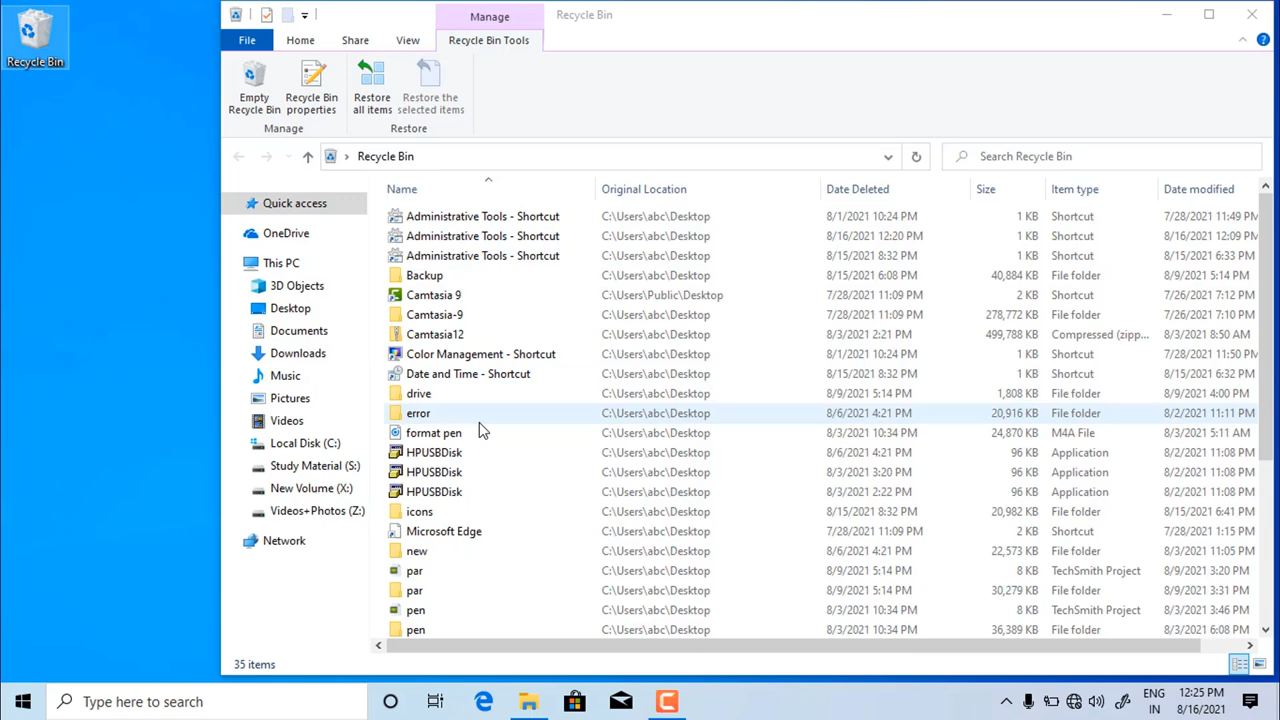 Recycle Bin
Manage
Recycle Bin
File
Home
Share
View
Recycle Bin Tools
Empty
Recycle Bin
Recycle Bin
properties
Restore
all items
Restore the
selected items
Manage
Restore
Recycle Bin
Search Recycle Bin
Quick access
OneDrive
This PC
3D Objects
Desktop
Documents
Downloads
Music
Pictures
Videos
Local Disk (C:)
Study Material (S:)
New Volume (X:)
Videos+Photos (Z:)
Network
Name Original Location Date Deleted Size Item type Date modified
Administrative Tools - Shortcut C:\Users\abc\Desktop 8/1/2021 10:24 PM 1 KB Shortcut 7/28/2021 11:49 PM
Administrative Tools - Shortcut C:\Users\abc\Desktop 8/16/2021 12:20 PM 1 KB Shortcut 8/16/2021 12:09 PM
Administrative Tools - Shortcut C:\Users\abc\Desktop 8/15/2021 8:32 PM 1 KB Shortcut 8/15/2021 6:33 PM
Backup C:\Users\abc\Desktop 8/15/2021 6:08 PM 40,884 KB File folder 8/9/2021 5:14 PM
Camtasia 9 C:\Users\Public\Desktop 7/28/2021 11:09 PM 2 KB Shortcut 7/26/2021 7:12 PM
Camtasia-9 C:\Users\abc\Desktop 7/28/2021 11:09 PM 278,772 KB File folder 7/26/2021 7:10 PM
Camtasia12 C:\Users\abc\Desktop 8/3/2021 2:21 PM 499,788 KB Compressed (zipp... 8/3/2021 8:50 AM
Color Management - Shortcut C:\Users\abc\Desktop 8/1/2021 10:24 PM 1 KB Shortcut 7/28/2021 11:50 PM
Date and Time - Shortcut C:\Users\abc\Desktop 8/15/2021 8:32 PM 1 KB Shortcut 8/15/2021 6:32 PM
drive C:\Users\abc\Desktop 8/9/2021 5:14 PM 1,808 KB File folder 8/9/2021 4:00 PM
error C:\Users\abc\Desktop 8/6/2021 4:21 PM 20,916 KB File folder 8/2/2021 11:11 PM
format pen C:\Users\abc\Desktop 8/3/2021 10:34 PM 24,870 KB M4A File 8/3/2021 5:11 AM
HPUSBDisk C:\Users\abc\Desktop 8/6/2021 4:21 PM 96 KB Application 8/2/2021 11:08 PM
HPUSBDisk C:\Users\abc\Desktop 8/3/2021 3:20 PM 96 KB Application 8/2/2021 11:08 PM
HPUSBDisk C:\Users\abc\Desktop 8/3/2021 2:22 PM 96 KB Application 8/2/2021 11:08 PM
icons C:\Users\abc\Desktop 8/15/2021 8:32 PM 20,982 KB File folder 8/15/2021 6:41 PM
Microsoft Edge C:\Users\abc\Desktop 7/28/2021 11:09 PM 2 KB Shortcut 7/28/2021 1:15 PM
new C:\Users\abc\Desktop 8/6/2021 4:21 PM 22,573 KB File folder 8/3/2021 11:05 PM
par C:\Users\abc\Desktop 8/9/2021 5:14 PM 8 KB TechSmith Project 8/9/2021 3:20 PM
par C:\Users\abc\Desktop 8/9/2021 5:14 PM 30,279 KB File folder 8/9/2021 3:31 PM
pen C:\Users\abc\Desktop 8/3/2021 10:34 PM 8 KB TechSmith Project 8/3/2021 3:46 PM
pen C:\Users\abc\Desktop 8/3/2021 10:34 PM 36,389 KB File folder 8/3/2021 6:08 PM
35 items
Type here to search
ENG
IN
12:25 PM
8/16/2021